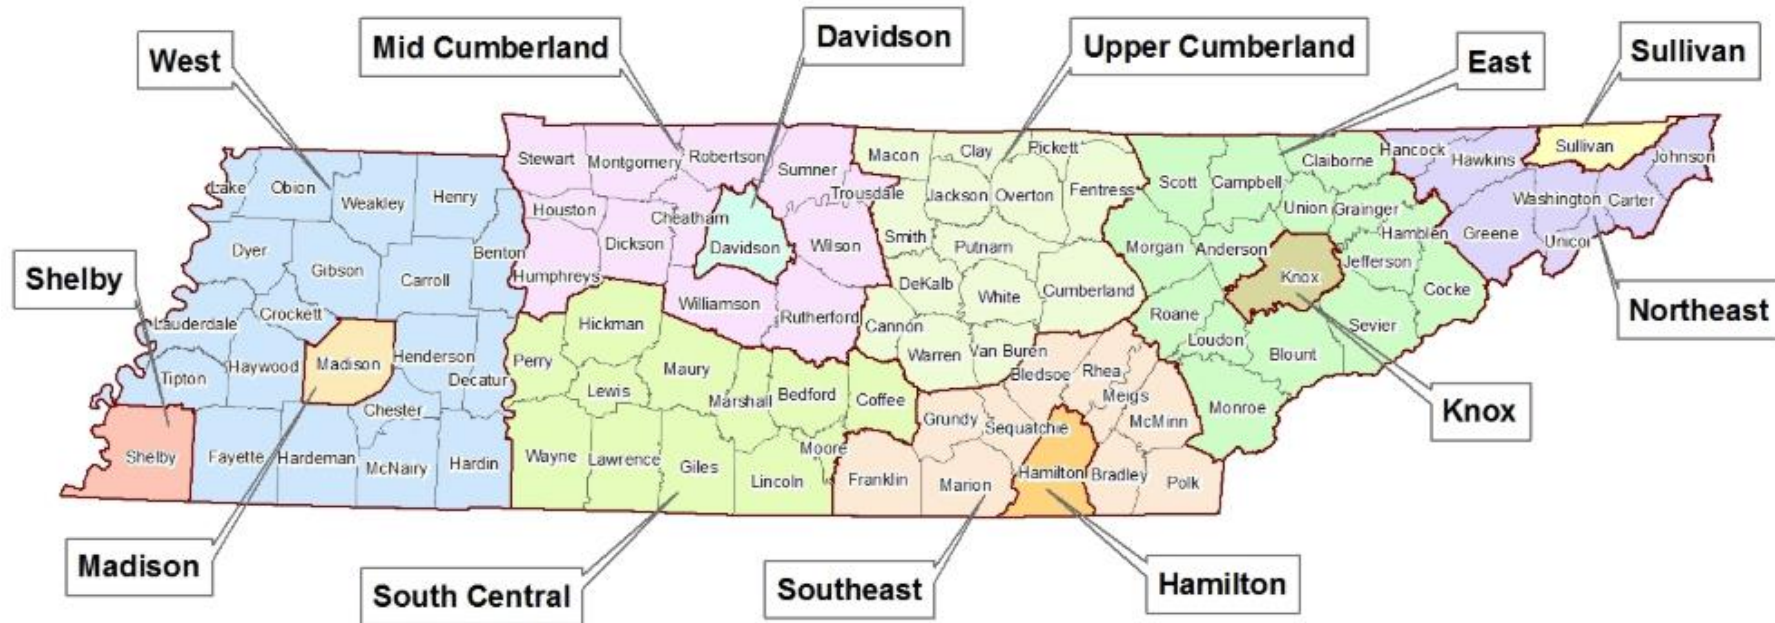 Davidson
Mid Cumberland
Upper Cumberland
Sullivan
West
East
Stewart
Montgomery
Robertson
Sumner
Macon
Clay
Pickett
Claiborne
Hancock
Hawkins
Sullivan
Johnson
Lake
Obion
Weakley
Henry
Trousdale
Jackson
Overton
Fentress
Scott
Campbell
Union
Grainger
Washington
Carter
Houston
Cheatham
Dickson
Davidson
Wilson
Smith
Putnam
Morgan
Anderson
Hamblen
Greene
Unicoi
Dyer
Gibson
Carroll
Benton
Humphreys
DeKalb
White
Cumberland
Knox
Jefferson
Cocke
Shelby
Northeast
Lauderdale
Crockett
Hickman
Williamson
Rutherford
Cannon
Roane
Loudon
Sevier
Tipton
Haywood
Madison
Henderson
Decatur
Perry
Lewis
Maury
Marshall
Bedford
Coffee
Warren
Van Buren
Bledsoe
Rhea
Meigs
Blount
Monroe
Knox
Chester
Grundy
Sequatchie
McMinn
Shelby
Fayette
Hardeman
McNairy
Hardin
Wayne
Lawrence
Giles
Lincoln
Moore
Franklin
Marion
Hamilton
Bradley
Polk
Madison
South Central
Southeast
Hamilton